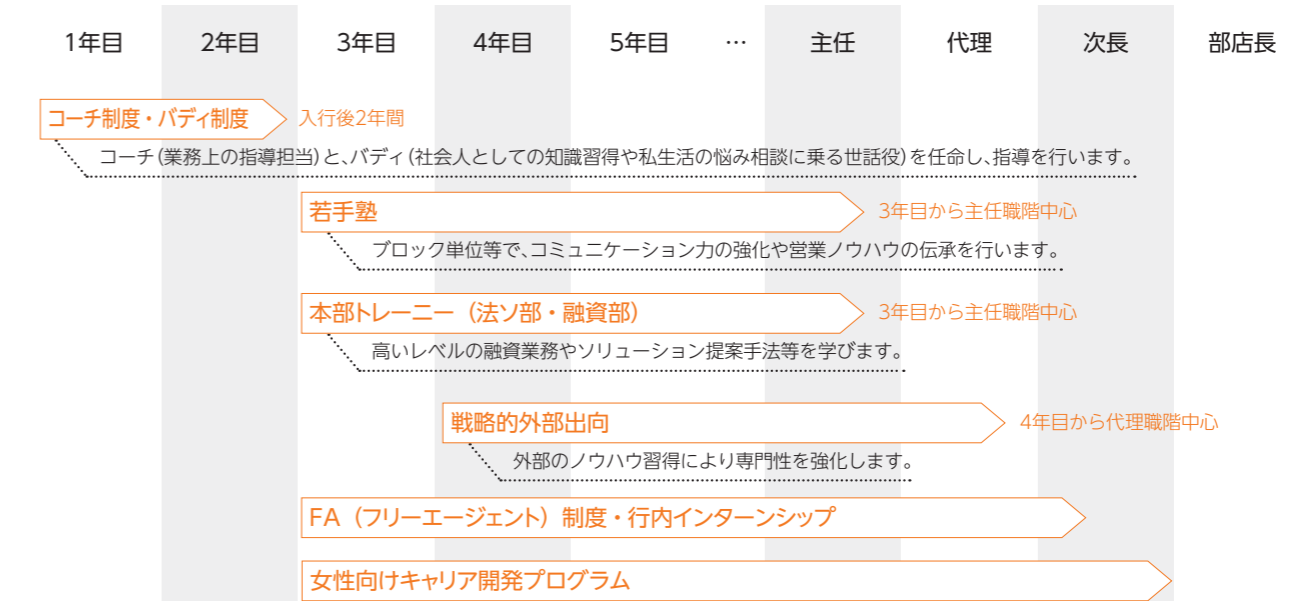 1年目 2年目 3年目 4年目 5年目 … 主任 代理 次長 部店長
コーチ制度・バディ制度 入行後2年間
コーチ(業務上の指導担当)と、バディ(社会人としての知識習得や私生活の悩み相談に乗る世話役)を任命し、指導を行います。
若手塾 3年目から主任職階中心
ブロック単位等で、コミュニケーション力の強化や営業ノウハウの伝承を行います。
本部トレーニー(法ソ部・融資部) 3年目から主任職階中心
高いレベルの融資業務やソリューション提案手法等を学びます。
戦略的外部出向 4年目から代理職階中心
外部のノウハウ習得により専門性を強化します。
FA(フリーエージェント)制度・行内インターンシップ
女性向けキャリア開発プログラム